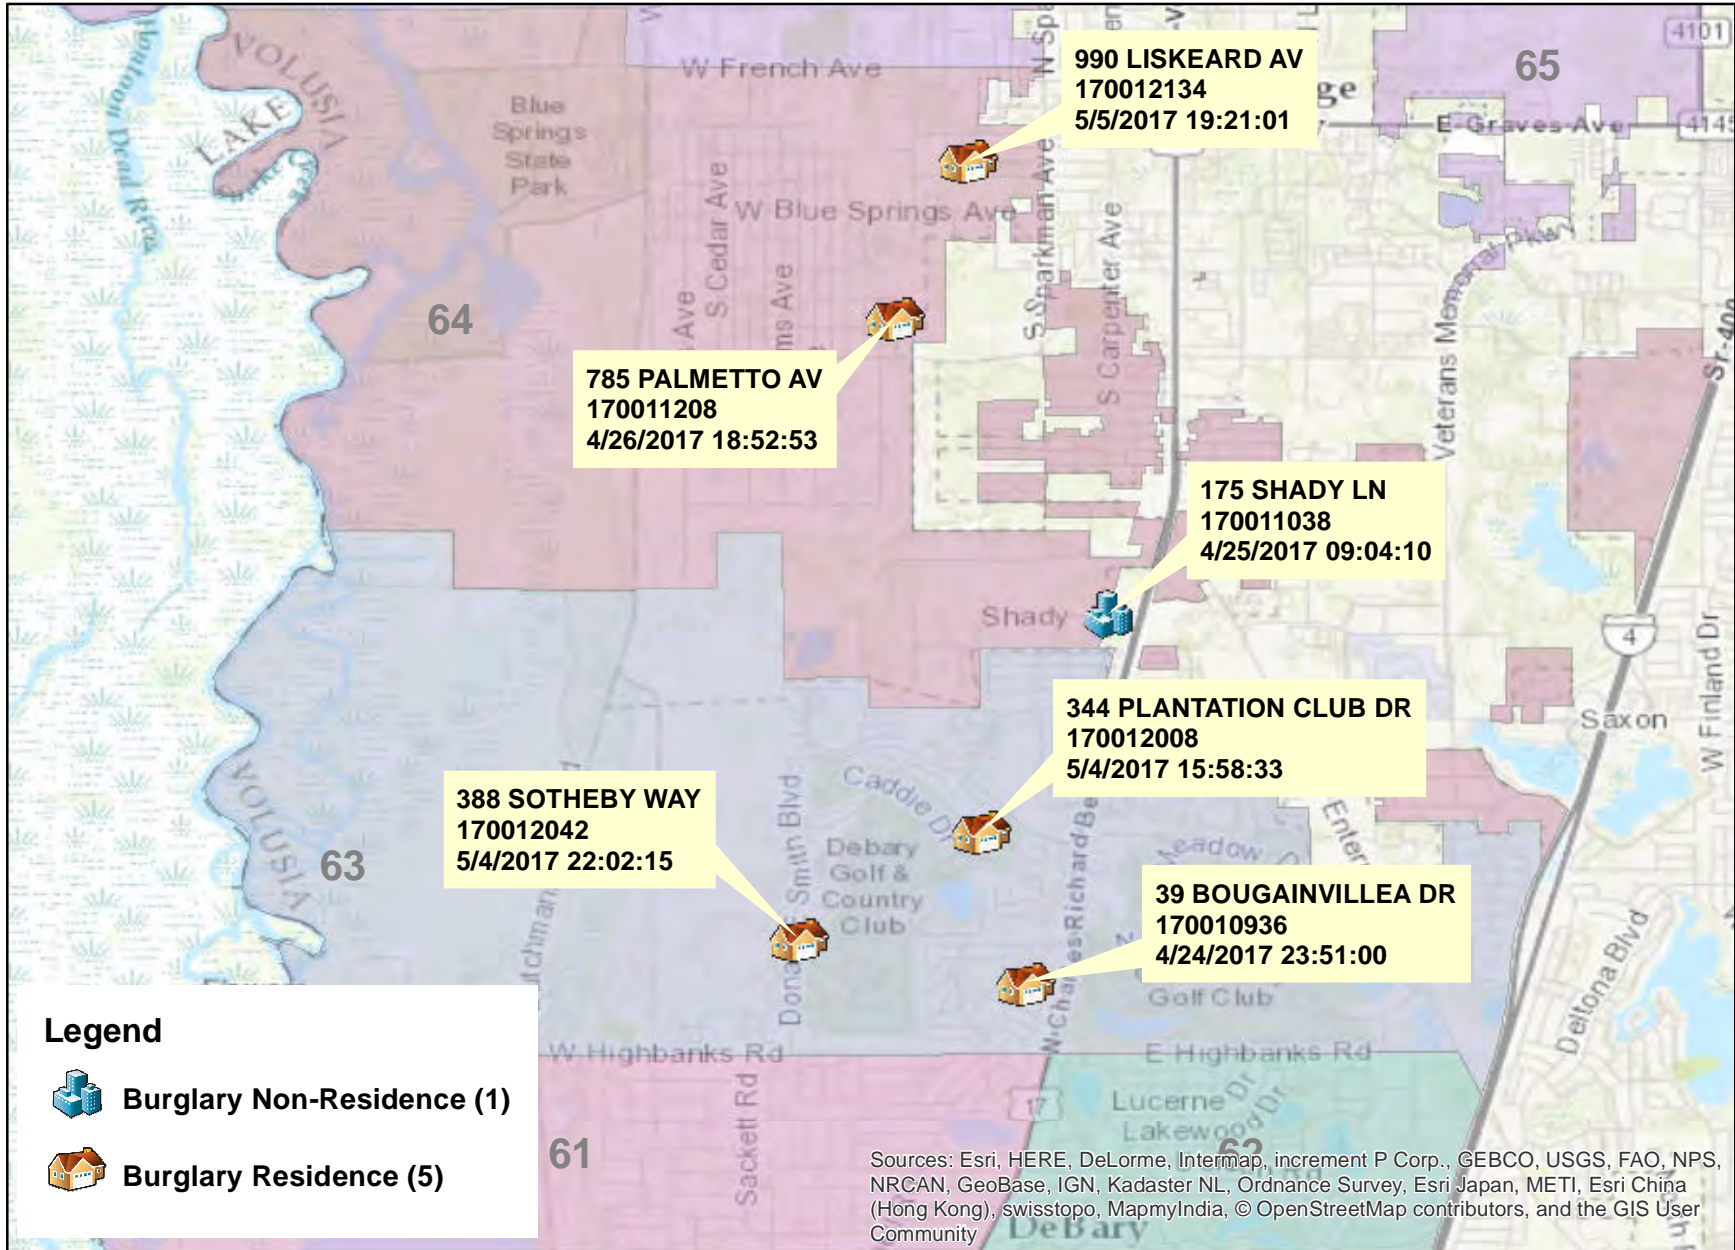 VOLUSIA
LAKE
W French Ave
65
4101
990 LISKEARD AV
170012134
5/5/2017 19:21:01
Blue
Springs
State
Park
E Graves Ave
4145
S Cedar Ave
W Blue Springs Ave
S Sparkman Ave
S Carpenter Ave
Veterans Memorial Pkwy
64
785 PALMETTO AV
170011208
4/26/2017 18:52:53
175 SHADY LN
170011038
4/25/2017 09:04:10
Shady
4
W Finland Dr
Saxon
344 PLANTATION CLUB DR
170012008
5/4/2017 15:58:33
VOLUSIA
63
388 SOTHEBY WAY
170012042
5/4/2017 22:02:15
Smith Blvd
Caddie Dr
Debary
Golf &
Country
Club
Meadow
39 BOUGAINVILLEA DR
170010936
4/24/2017 23:51:00
Golf Club
Deltona Blvd
W Highbanks Rd
E Highbanks Rd
Legend
Burglary Non-Residence (1)
Burglary Residence (5)
61
Sackett Rd
17
Lucerne Dr
Lakewood Dr
62
DeBary
Sources: Esri, HERE, DeLorme, Intermap, increment P Corp., GEBCO, USGS, FAO, NPS,
NRCAN, GeoBase, IGN, Kadaster NL, Ordnance Survey, Esri Japan, METI, Esri China
(Hong Kong), swisstopo, MapmyIndia, © OpenStreetMap contributors, and the GIS User
Community